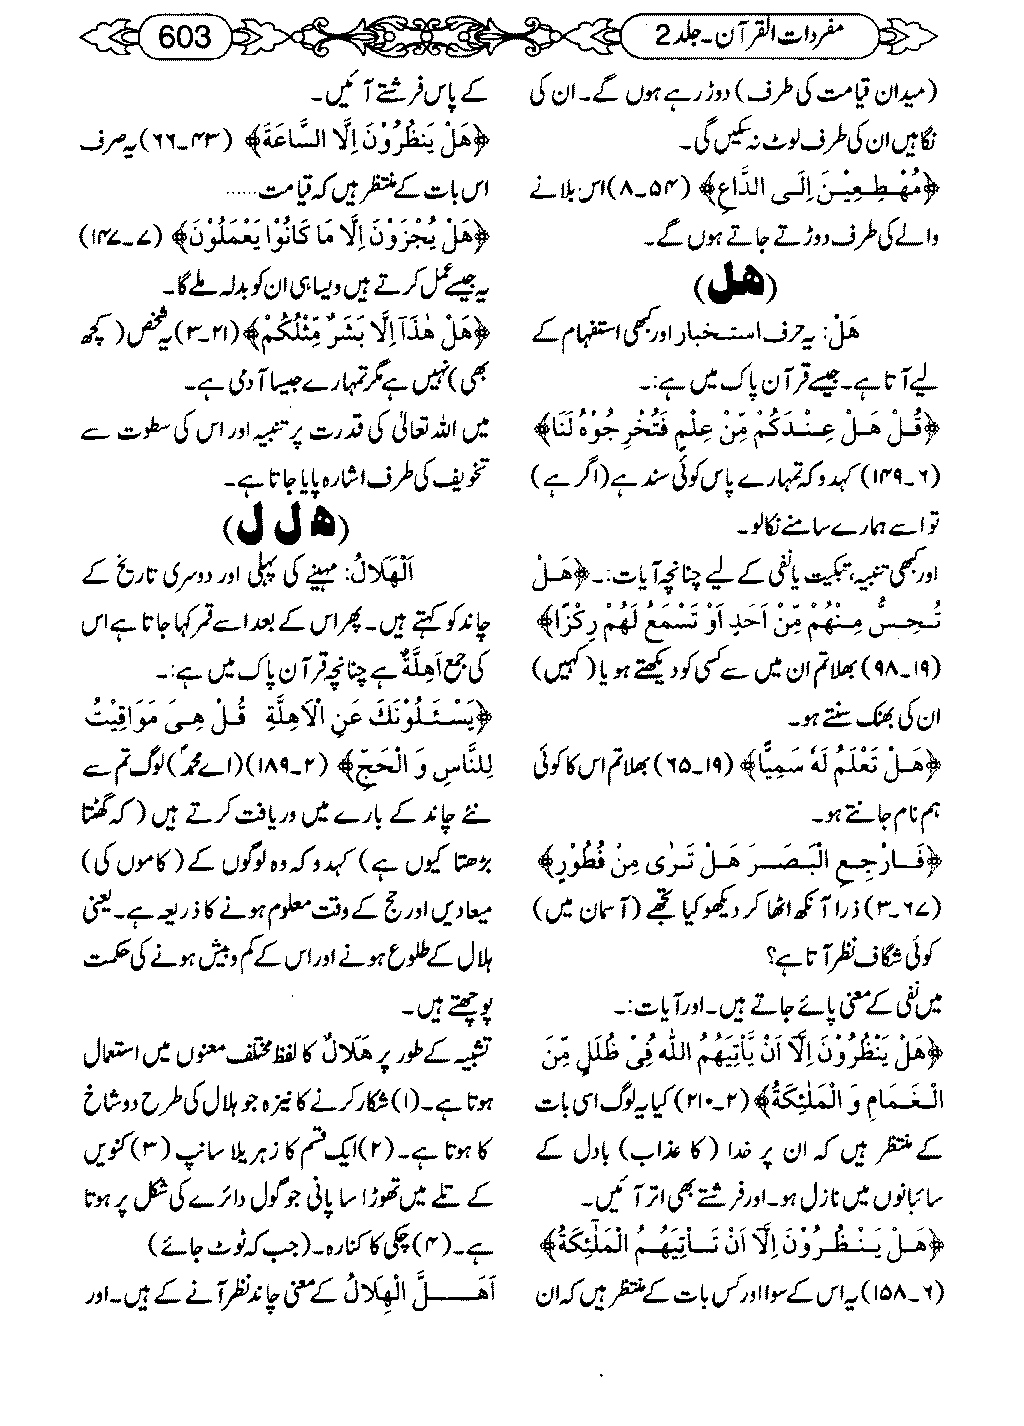 مفردات القرآن۔ جلد 2
603
(میدان قیامت کی طرف) دوڑ رہے ہوں گے۔ ان کی
نگاہیں ان کی طرف لوٹ نہ سکیں گی۔
﴿مُهْطِعِيْنَ اِلَى الدَّاعِ﴾ (۵۴۔۸) اس بلانے
والے کی طرف دوڑتے جاتے ہوں گے۔
(هل)
هَلْ: یہ حرف استخبار اور کبھی استفہام کے
لیے آتا ہے۔ جیسے قرآن پاک میں ہے:۔
﴿قُلْ هَلْ عِنْدَكُمْ مِّنْ عِلْمٍ فَتُخْرِجُوْهُ لَنَا﴾
(۶۔۱۴۹) کہدو کہ تمہارے پاس کوئی سند ہے (اگر ہے)
تو اسے ہمارے سامنے نکالو۔
اور کبھی تنبیہ، تبکیت یا نفی کے لیے چنانچہ آیات:۔ ﴿هَلْ
تُحِسُّ مِنْهُمْ مِّنْ اَحَدٍ اَوْ تَسْمَعُ لَهُمْ رِكْزًا﴾
(۱۹۔۹۸) بھلا تم ان میں سے کسی کو دیکھتے ہو یا (کہیں)
ان کی بھنک سنتے ہو۔
﴿هَلْ تَعْلَمُ لَهٗ سَمِيًّا﴾ (۱۹۔۶۵) بھلا تم اس کا کوئی
ہم نام جانتے ہو۔
﴿فَارْجِعِ الْبَصَرَ هَلْ تَرٰى مِنْ فُطُوْرٍ﴾
(۶۷۔۳) ذرا آنکھ اٹھا کر دیکھو کیا تجھے (آسمان میں)
کوئی شگاف نظر آتا ہے؟
میں نفی کے معنی پائے جاتے ہیں۔ اور آیات:۔
﴿هَلْ يَنْظُرُوْنَ اِلَّا اَنْ يَّاْتِيَهُمُ اللّٰهُ فِيْ ظُلَلٍ مِّنَ
الْغَمَامِ وَ الْمَلٰٓئِكَةُ﴾ (۲۔۲۱۰) کیا یہ لوگ اسی بات
کے منتظر ہیں کہ ان پر خدا (کا عذاب) بادل کے
سائبانوں میں نازل ہو۔ اور فرشتے بھی اتر آئیں۔
﴿هَلْ يَنْظُرُوْنَ اِلَّا اَنْ تَاْتِيَهُمُ الْمَلٰٓئِكَةُ﴾
(۶۔۱۵۸) یہ اس کے سوا اور کس بات کے منتظر ہیں کہ ان
کے پاس فرشتے آئیں۔
﴿هَلْ يَنْظُرُوْنَ اِلَّا السَّاعَةَ﴾ (۴۳۔۶۶) یہ صرف
اس بات کے منتظر ہیں کہ قیامت......
﴿هَلْ يُجْزَوْنَ اِلَّا مَا كَانُوْا يَعْمَلُوْنَ﴾ (۷۔۱۴۷)
یہ جیسے عمل کرتے ہیں ویسا ہی ان کو بدلہ ملے گا۔
﴿هَلْ هٰذَآ اِلَّا بَشَرٌ مِّثْلُكُمْ﴾ (۲۱۔۳) یہ شخص (کچھ
بھی) نہیں ہے مگر تمہارے جیسا آدمی ہے۔
میں اللہ تعالیٰ کی قدرت پر تنبیہ اور اس کی سطوت سے
تخویف کی طرف اشارہ پایا جاتا ہے۔
(ھ ل ل)
اَلْهِلَالُ: مہینے کی پہلی اور دوسری تاریخ کے
چاند کو کہتے ہیں۔ پھر اس کے بعد اسے قمر کہا جاتا ہے اس
کی جمع اَهِلَّةٌ ہے چنانچہ قرآن پاک میں ہے:۔
﴿يَسْئَلُوْنَكَ عَنِ الْاَهِلَّةِ قُلْ هِيَ مَوَاقِيْتُ
لِلنَّاسِ وَ الْحَجِّ﴾ (۲۔۱۸۹) (اے محمدؐ) لوگ تم سے
نئے چاند کے بارے میں دریافت کرتے ہیں (کہ گھٹتا
بڑھتا کیوں ہے) کہدو کہ وہ لوگوں کے (کاموں کی)
میعادیں اور حج کے وقت معلوم ہونے کا ذریعہ ہے۔ یعنی
ہلال کے طلوع ہونے اور اس کے کم و بیش ہونے کی حکمت
پوچھتے ہیں۔
تشبیہ کے طور پر هَلَالٌ کا لفظ مختلف معنوں میں استعمال
ہوتا ہے۔ (۱) شکار کرنے کا نیزہ جو ہلال کی طرح دو شاخ
کا ہوتا ہے۔ (۲) ایک قسم کا زہریلا سانپ (۳) کنویں
کے تلے میں تھوڑا سا پانی جو گول دائرے کی شکل پر ہوتا
ہے۔ (۴) چکی کا کنارہ۔ (جب کہ ٹوٹ جائے)
اَهَلَّ الْهِلَالُ کے معنی چاند نظر آنے کے ہیں۔ اور